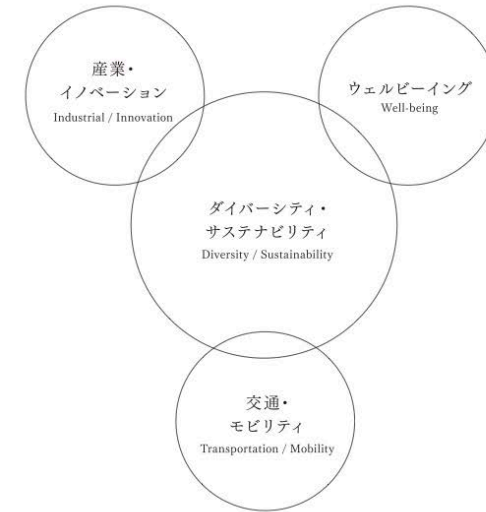 産業・
イノベーション
Industrial / Innovation
ウェルビーイング
Well-being
ダイバーシティ・
サステナビリティ
Diversity / Sustainability
交通・
モビリティ
Transportation / Mobility